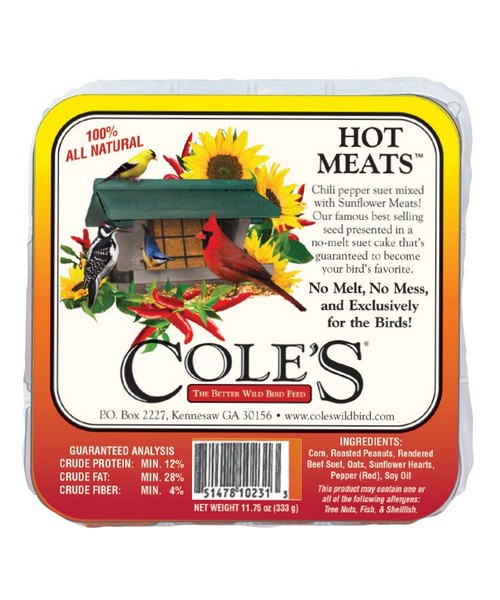 100%
ALL NATURAL
HOT
MEATS™
Chili pepper suet mixed
with Sunflower Meats!
Our famous best selling
seed presented in a
no-melt suet cake that's
guaranteed to become
your bird's favorite.
No Melt, No Mess,
and Exclusively
for the Birds!
COLE'S®
THE BETTER WILD BIRD FEED
P.O. Box 2227, Kennesaw GA 30156 • www.coleswildbird.com
GUARANTEED ANALYSIS
CRUDE PROTEIN: MIN. 12%
CRUDE FAT: MIN. 28%
CRUDE FIBER: MIN. 4%
51478 10231 3
NET WEIGHT 11.75 oz (333 g)
INGREDIENTS:
Corn, Roasted Peanuts, Rendered
Beef Suet, Oats, Sunflower Hearts,
Pepper (Red), Soy Oil
This product may contain one or
all of the following allergens:
Tree Nuts, Fish, & Shellfish.